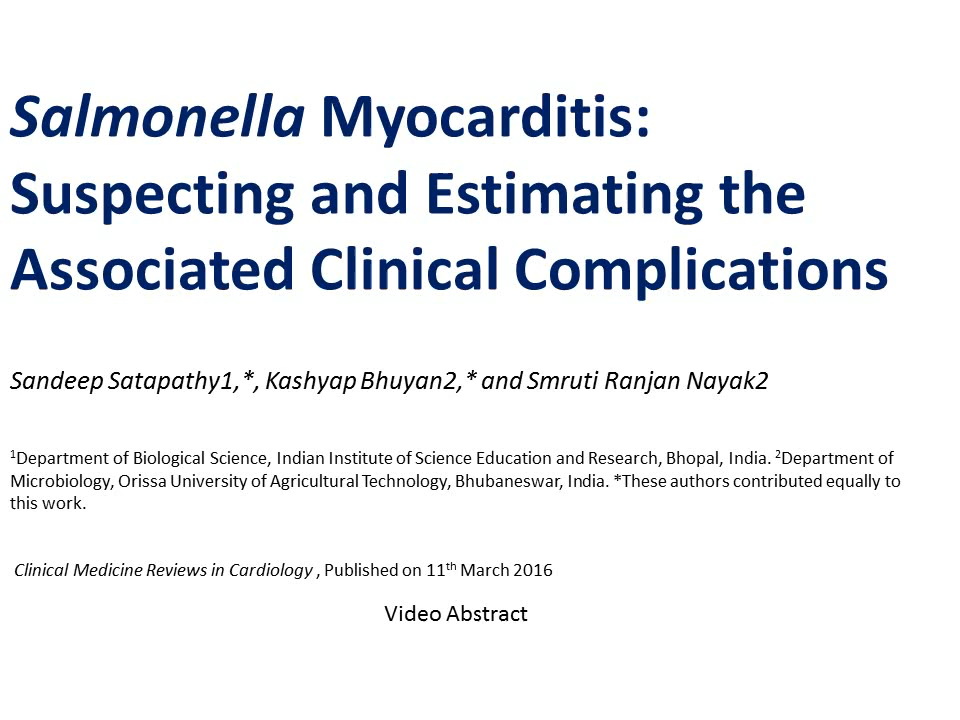 Salmonella Myocarditis:
Suspecting and Estimating the
Associated Clinical Complications
Sandeep Satapathy1,*, Kashyap Bhuyan2,* and Smruti Ranjan Nayak2
¹Department of Biological Science, Indian Institute of Science Education and Research, Bhopal, India. ²Department of
Microbiology, Orissa University of Agricultural Technology, Bhubaneswar, India. *These authors contributed equally to
this work.
Clinical Medicine Reviews in Cardiology , Published on 11th March 2016
Video Abstract